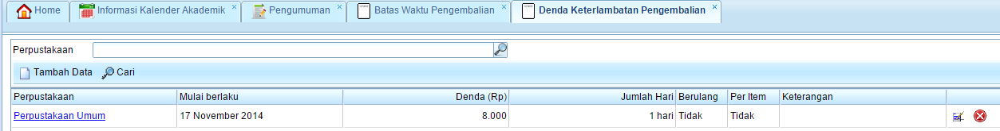 Home Informasi Kalender Akademik Pengumuman Batas Waktu Pengembalian Denda Keterlambatan Pengembalian
Perpustakaan
Tambah Data Cari
Perpustakaan Mulai berlaku Denda (Rp) Jumlah Hari Berulang Per Item Keterangan
Perpustakaan Umum 17 November 2014 8.000 1 hari Tidak Tidak